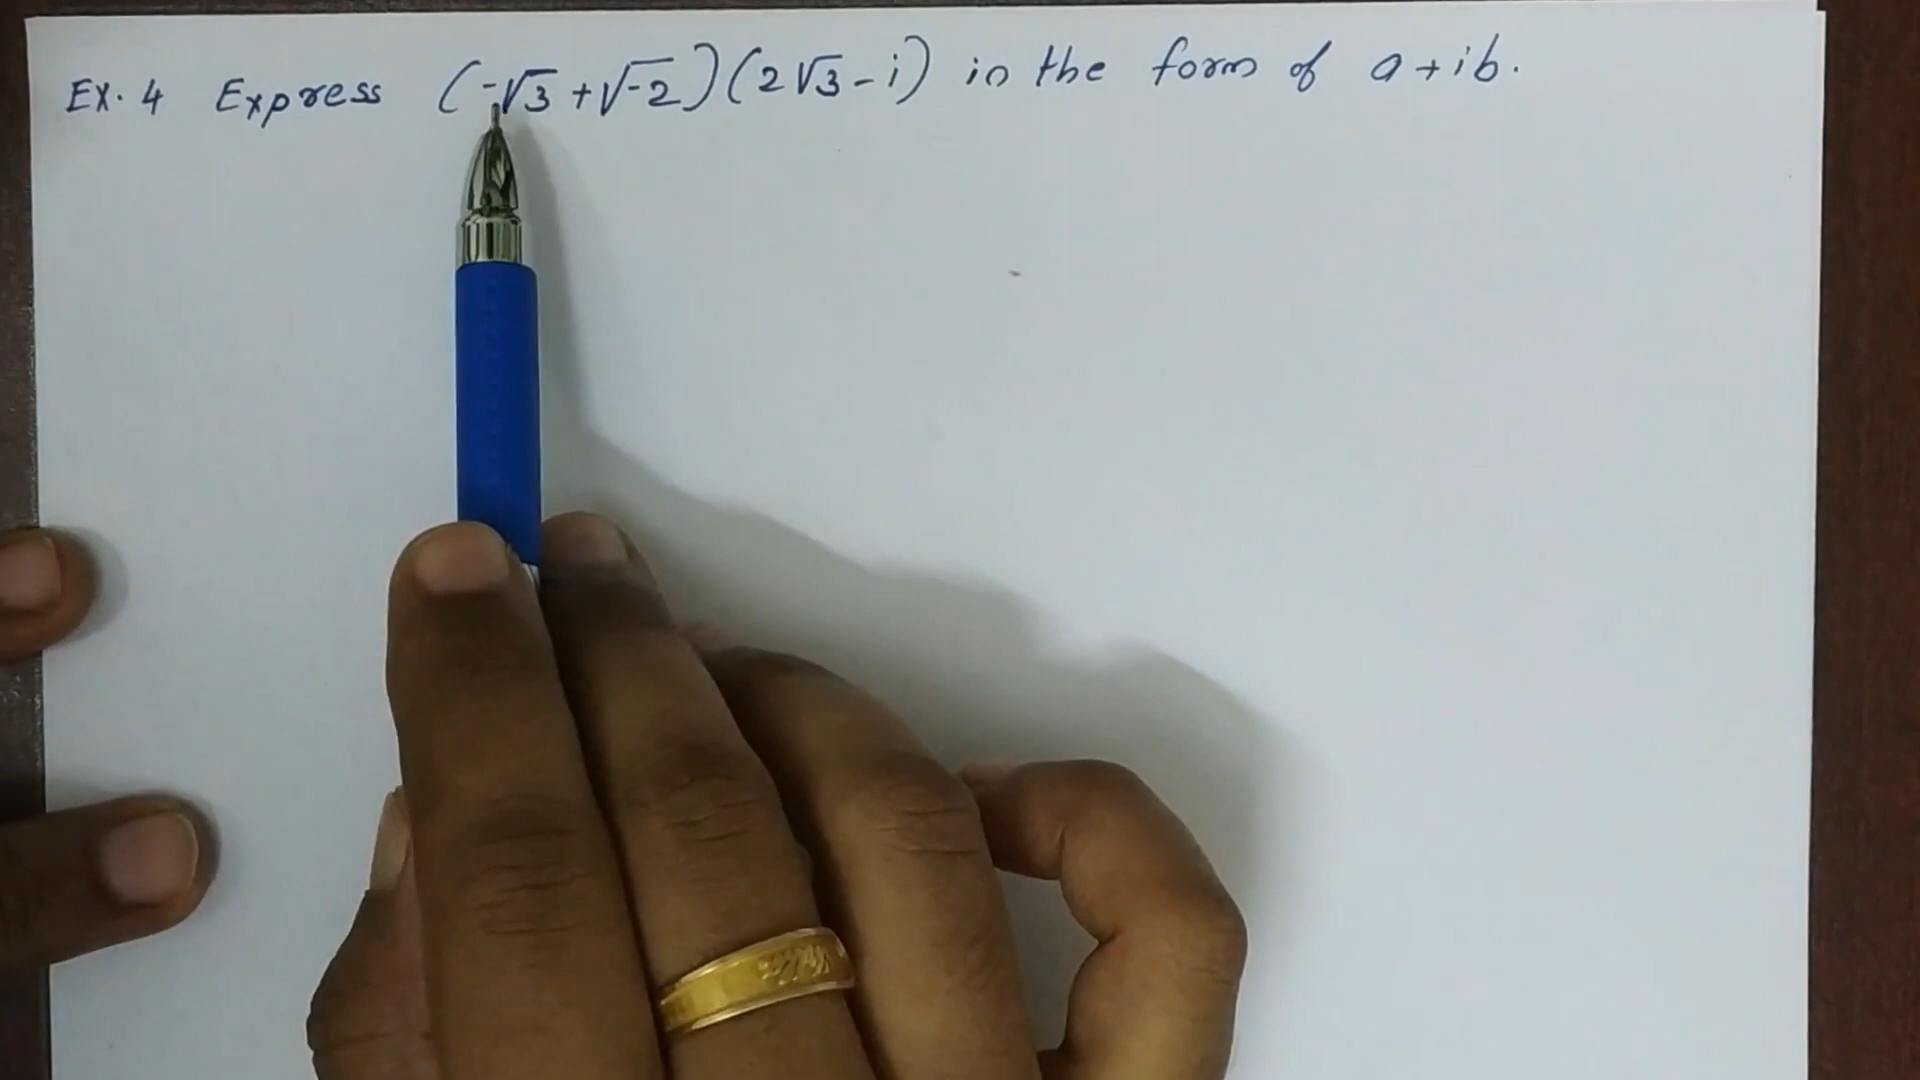 Ex. 4 Express (-√3 + √-2)(2√3 - i) in the form of a + ib.